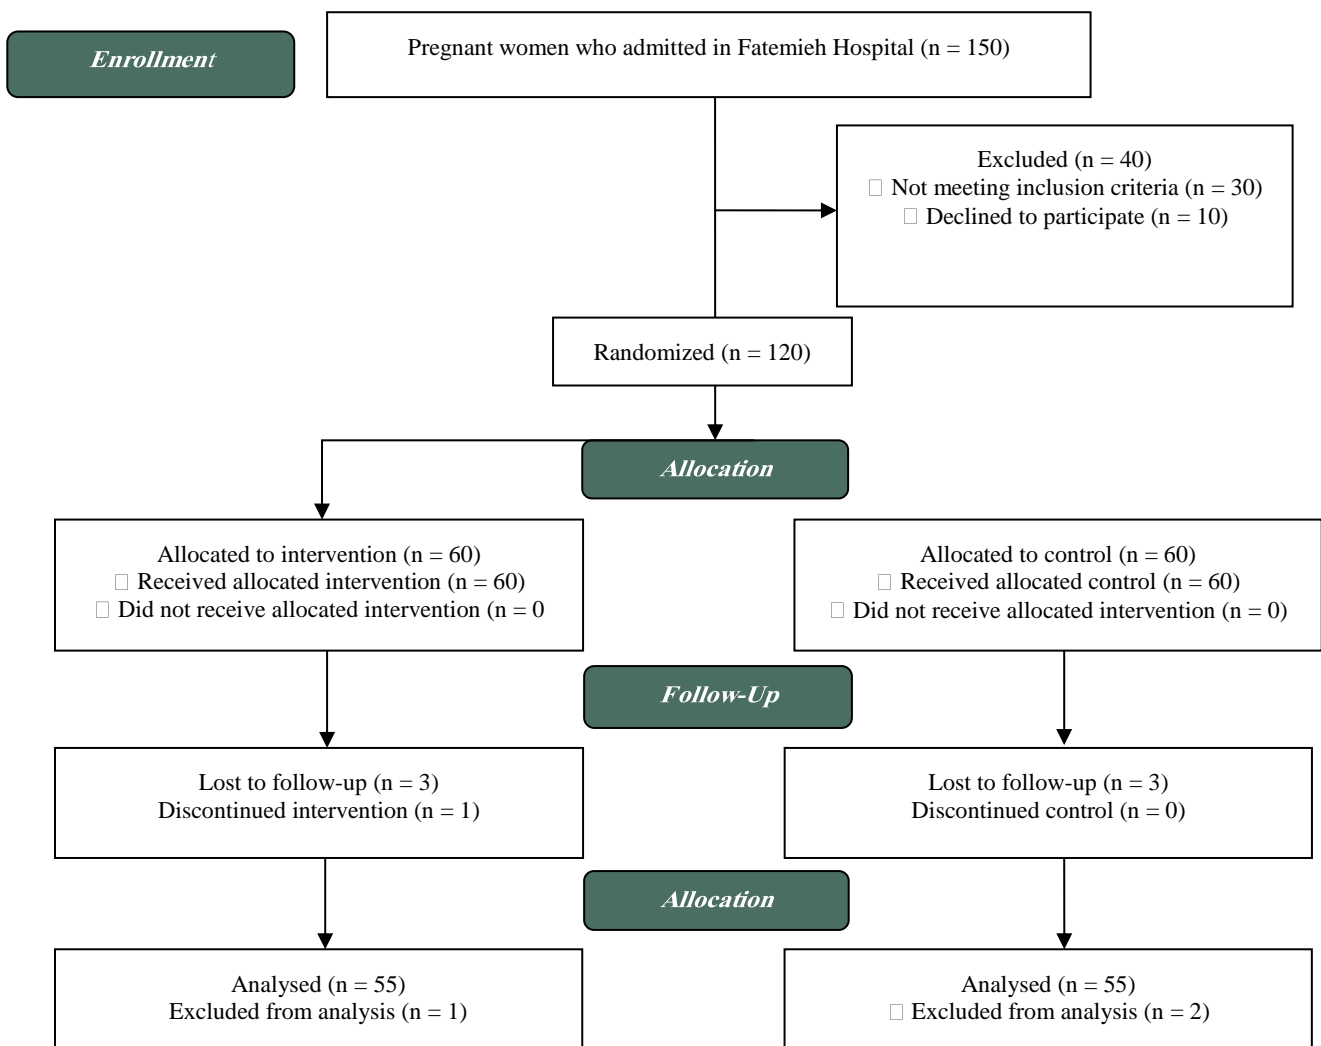 Enrollment
Pregnant women who admitted in Fatemieh Hospital (n = 150)
Excluded (n = 40)
□ Not meeting inclusion criteria (n = 30)
□ Declined to participate (n = 10)
Randomized (n = 120)
Allocation
Allocated to intervention (n = 60)
□ Received allocated intervention (n = 60)
□ Did not receive allocated intervention (n = 0
Allocated to control (n = 60)
□ Received allocated control (n = 60)
□ Did not receive allocated intervention (n = 0)
Follow-Up
Lost to follow-up (n = 3)
Discontinued intervention (n = 1)
Lost to follow-up (n = 3)
Discontinued control (n = 0)
Allocation
Analysed (n = 55)
Excluded from analysis (n = 1)
Analysed (n = 55)
□ Excluded from analysis (n = 2)